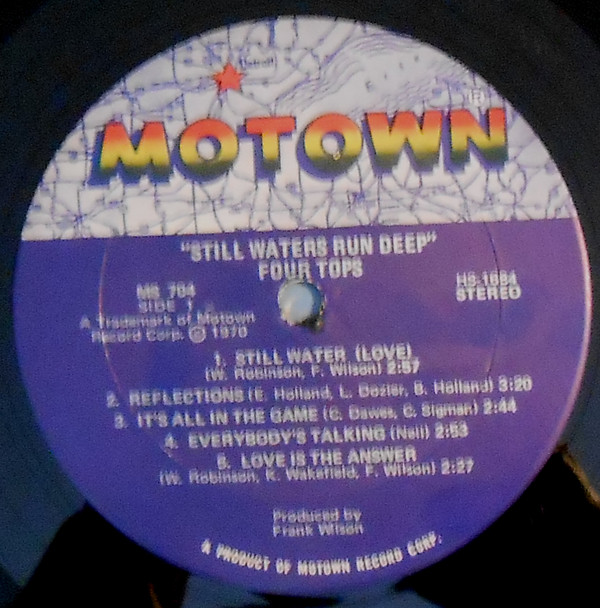 Detroit
MOTOWN
®
"STILL WATERS RUN DEEP"
FOUR TOPS
MS 704
SIDE 1
A Trademark of Motown
Record Corp. © 1970
HS-1684
STEREO
1. STILL WATER (LOVE)
(W. Robinson, F. Wilson) 2:57
2. REFLECTIONS (E. Holland, L. Dozier, B. Holland) 3:20
3. IT'S ALL IN THE GAME (C. Dawes, C. Sigman) 2:44
4. EVERYBODY'S TALKING (Neil) 2:53
5. LOVE IS THE ANSWER
(W. Robinson, K. Wakefield, F. Wilson) 2:27
Produced by
Frank Wilson
A PRODUCT OF MOTOWN RECORD CORP.